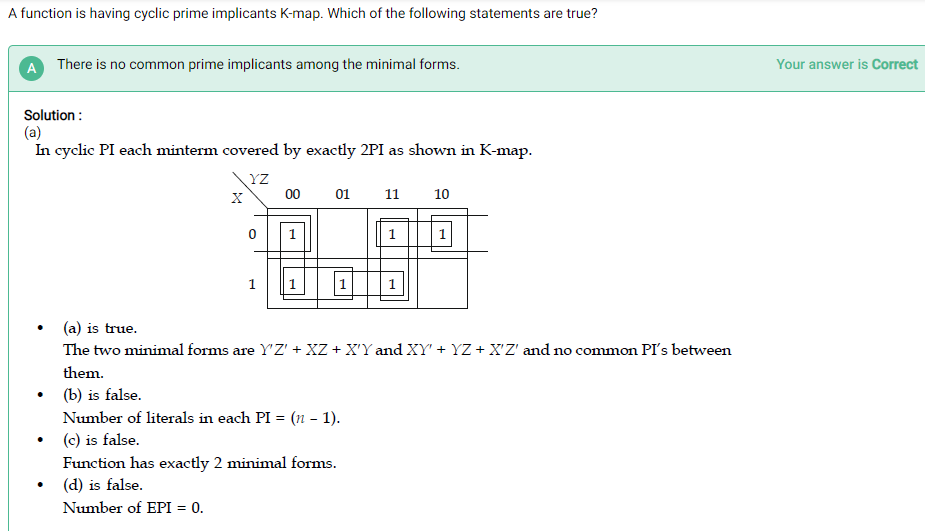 A function is having cyclic prime implicants K-map. Which of the following statements are true?
A There is no common prime implicants among the minimal forms. Your answer is Correct
Solution :
(a)
In cyclic PI each minterm covered by exactly 2PI as shown in K-map.
YZ
X 00 01 11 10
0 1 1 1
1 1 1 1
• (a) is true.
The two minimal forms are Y'Z' + XZ + X'Y and XY' + YZ + X'Z' and no common PI's between
them.
• (b) is false.
Number of literals in each PI = (n – 1).
• (c) is false.
Function has exactly 2 minimal forms.
• (d) is false.
Number of EPI = 0.